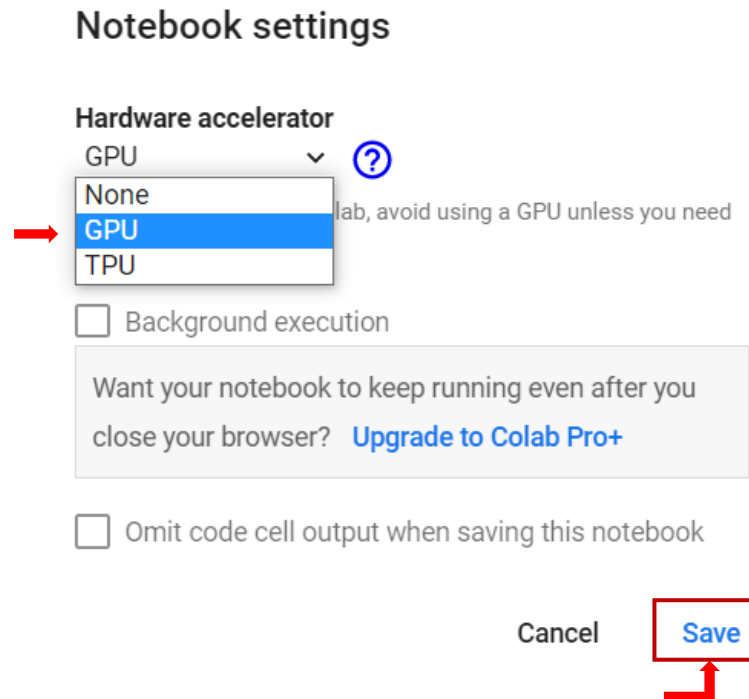 Notebook settings
Hardware accelerator
GPU
None
lab, avoid using a GPU unless you need
GPU
TPU
Background execution
Want your notebook to keep running even after you
close your browser? Upgrade to Colab Pro+
Omit code cell output when saving this notebook
Cancel Save